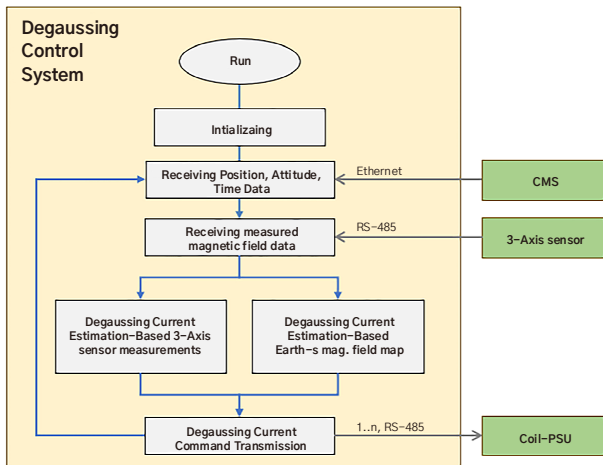 Degaussing
Control
System
Run
Intializaing
Receiving Position, Attitude,
Time Data
Ethernet
CMS
Receiving measured
magnetic field data
RS-485
3-Axis sensor
Degaussing Current
Estimation-Based 3-Axis
sensor measurements
Degaussing Current
Estimation-Based
Earth-s mag. field map
Degaussing Current
Command Transmission
1..n, RS-485
Coil-PSU